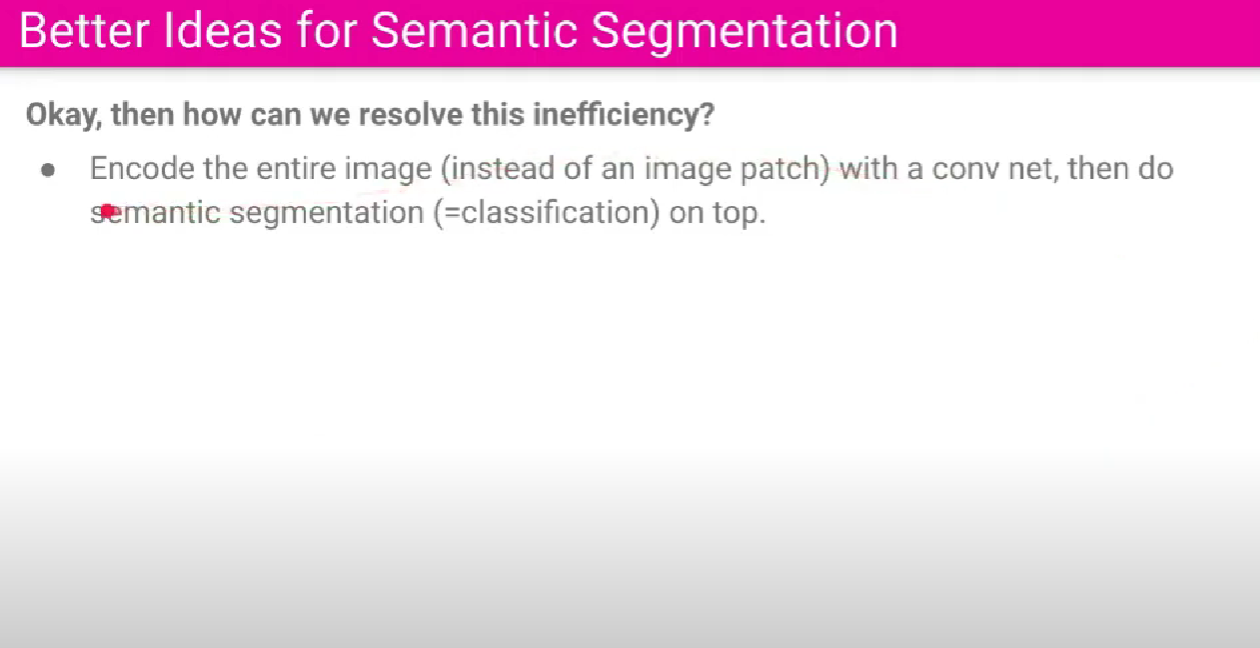 Better Ideas for Semantic Segmentation
Okay, then how can we resolve this inefficiency?
● Encode the entire image (instead of an image patch) with a conv net, then do
semantic segmentation (=classification) on top.